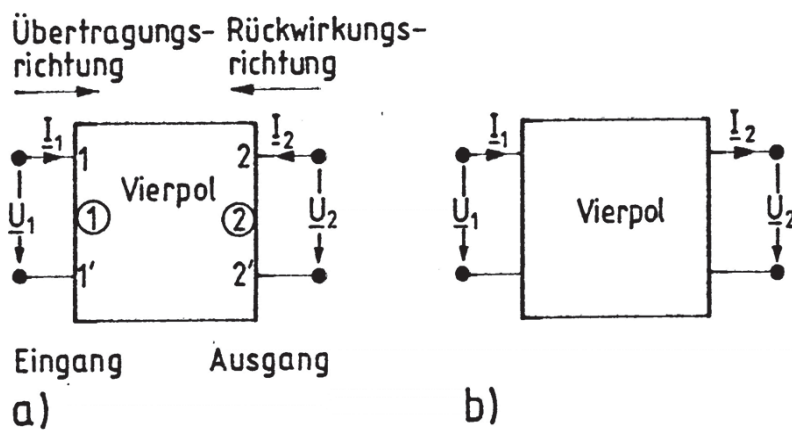 Übertragungs-
richtung
Rückwirkungs-
richtung
I1
1
2
I2
Vierpol
U1
1
2
U2
1'
2'
Eingang
Ausgang
a)
I1
I2
U1
Vierpol
U2
b)